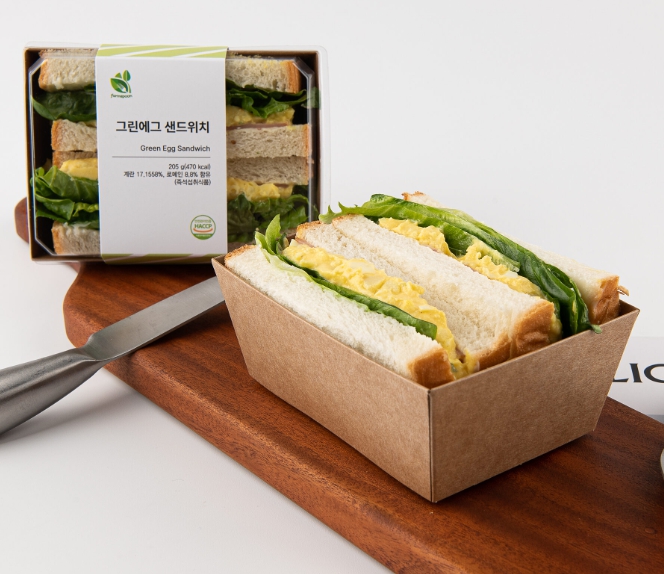 그린에그 샌드위치
Green Egg Sandwich
205 g(470 kcal)
계란 17.1558%, 로메인 8.8% 함유
(즉석섭취식품)
HACCP